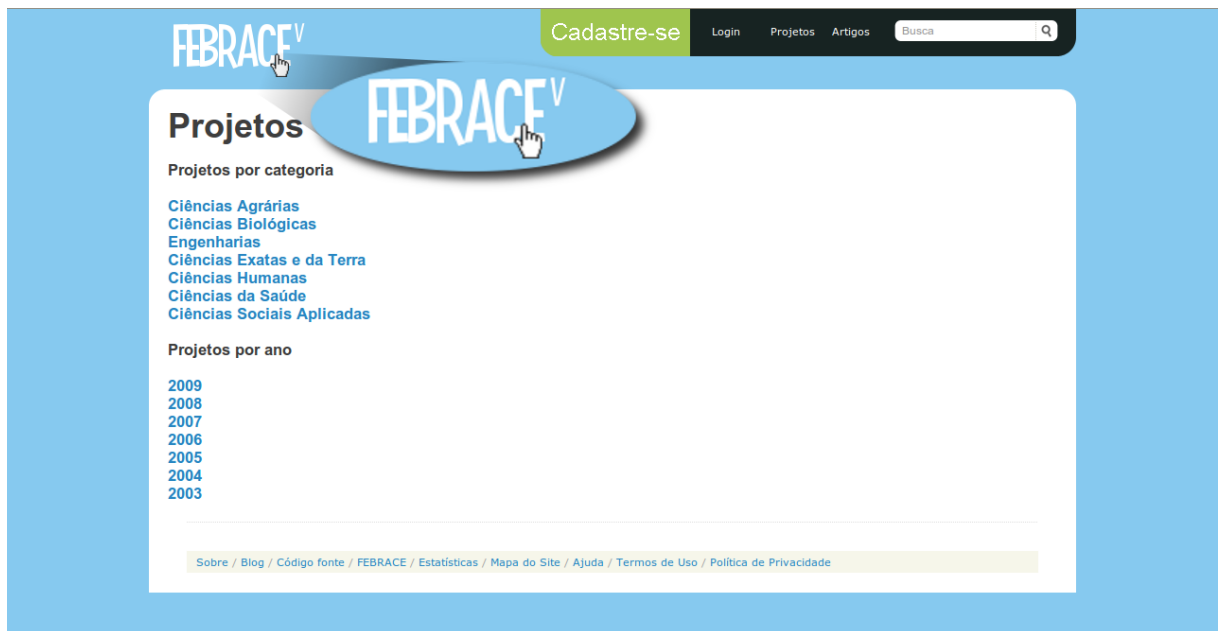 FEBRACE V
Cadastre-se
Login Projetos Artigos Busca
FEBRACE V
Projetos
Projetos por categoria
Ciências Agrárias
Ciências Biológicas
Engenharias
Ciências Exatas e da Terra
Ciências Humanas
Ciências da Saúde
Ciências Sociais Aplicadas
Projetos por ano
2009
2008
2007
2006
2005
2004
2003
Sobre / Blog / Código fonte / FEBRACE / Estatísticas / Mapa do Site / Ajuda / Termos de Uso / Política de Privacidade